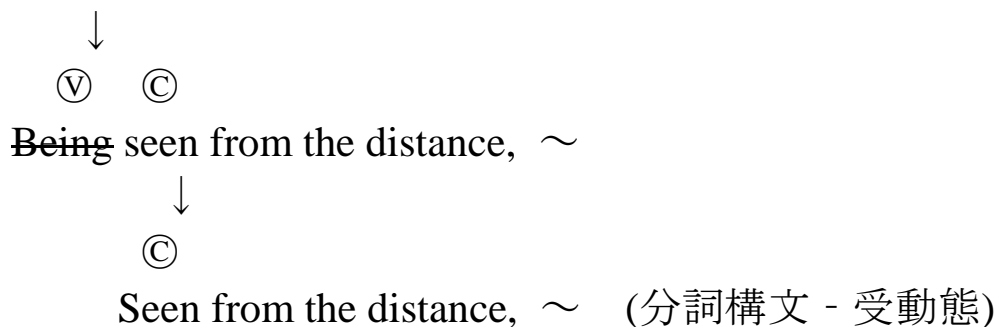 ↓
Ⓥ Ⓒ
Being seen from the distance, ～
↓
Ⓒ
Seen from the distance, ～ (分詞構文‐受動態)